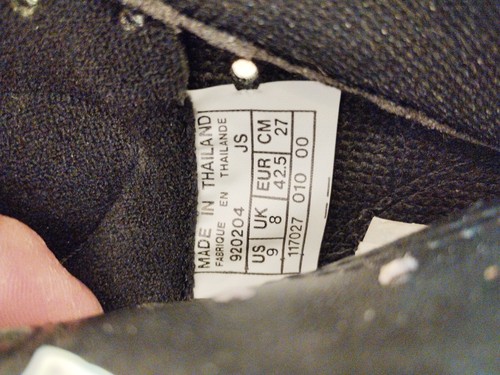 MADE IN THAILAND
FABRIQUE EN THAILANDE
920204 JS
US UK EUR CM
9 8 42.5 27
117027 010 00